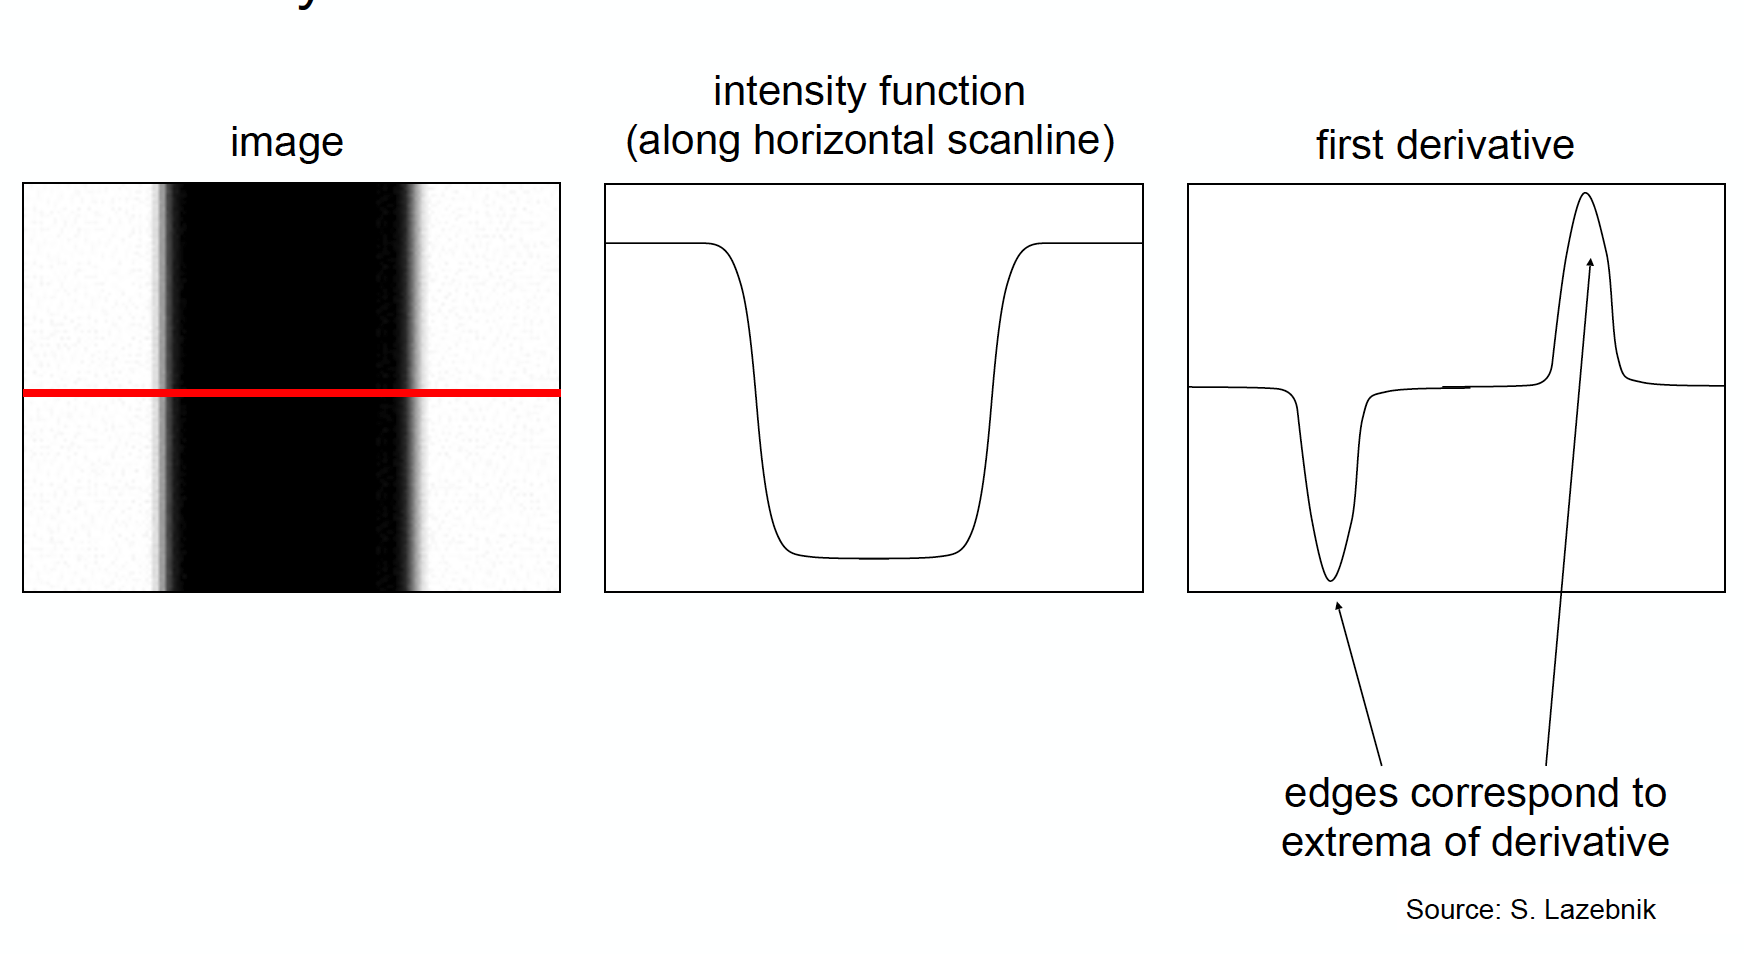 image
intensity function
(along horizontal scanline)
first derivative
edges correspond to
extrema of derivative
Source: S. Lazebnik